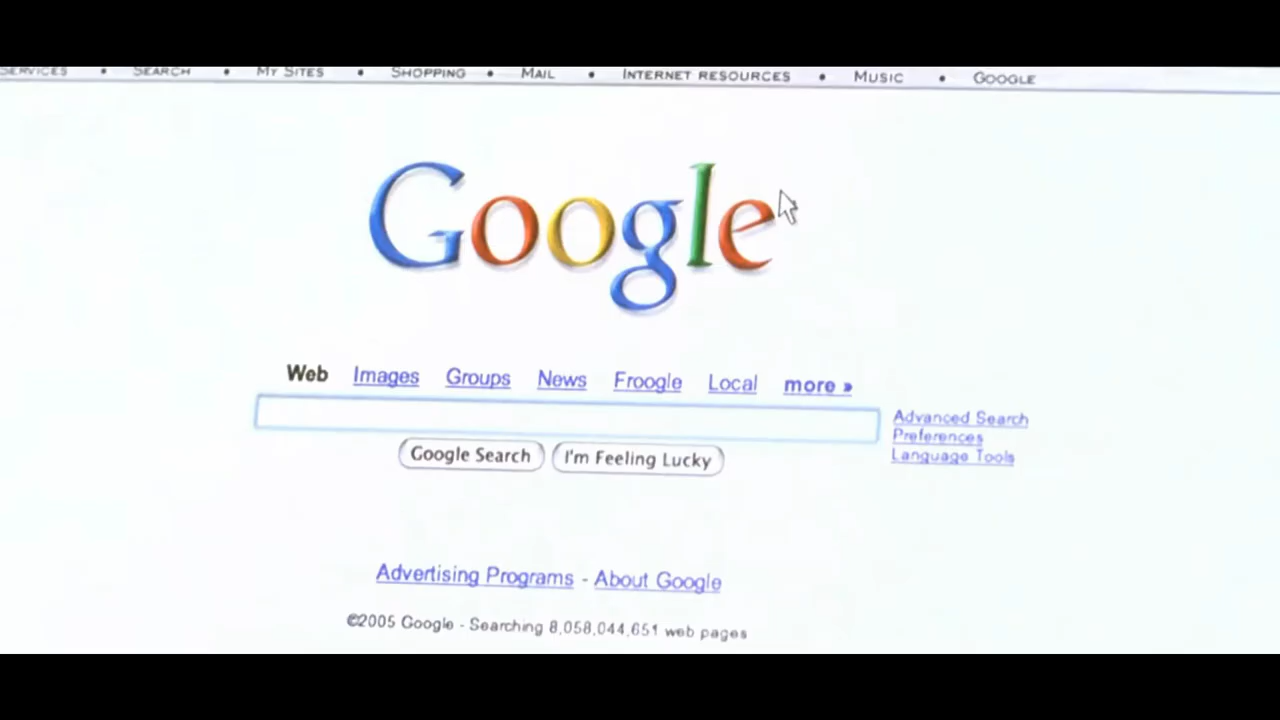 SERVICES • SEARCH • MY SITES • SHOPPING • MAIL • INTERNET RESOURCES • MUSIC • GOOGLE
Google
Web Images Groups News Froogle Local more »
Advanced Search
Preferences
Language Tools
Google Search I'm Feeling Lucky
Advertising Programs - About Google
©2005 Google - Searching 8,058,044,651 web pages